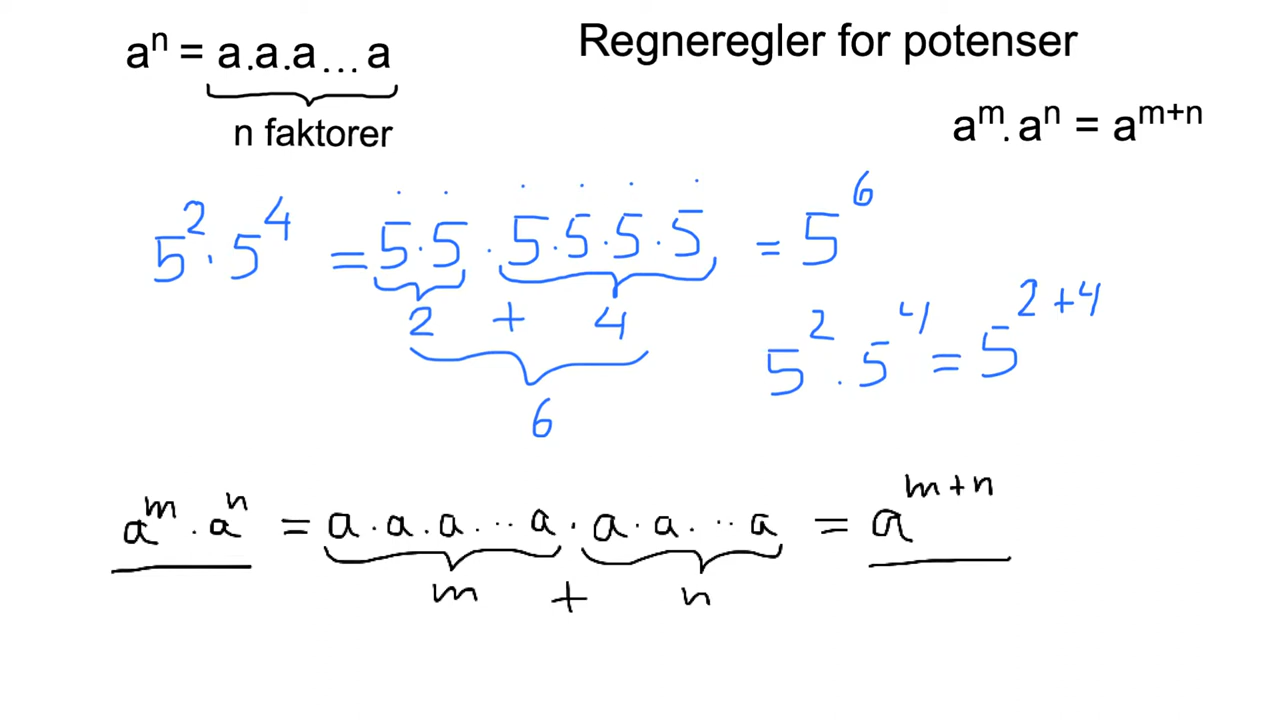 aⁿ = a.a.a...a
n faktorer
Regneregler for potenser
aᵐ.aⁿ = aᵐ⁺ⁿ
5²·5⁴ = 5·5·5·5·5·5 = 5⁶
2 + 4
6
5².5⁴ = 5²⁺⁴
aᵐ·aⁿ = a·a·a···a·a·a···a = aᵐ⁺ⁿ
m + n